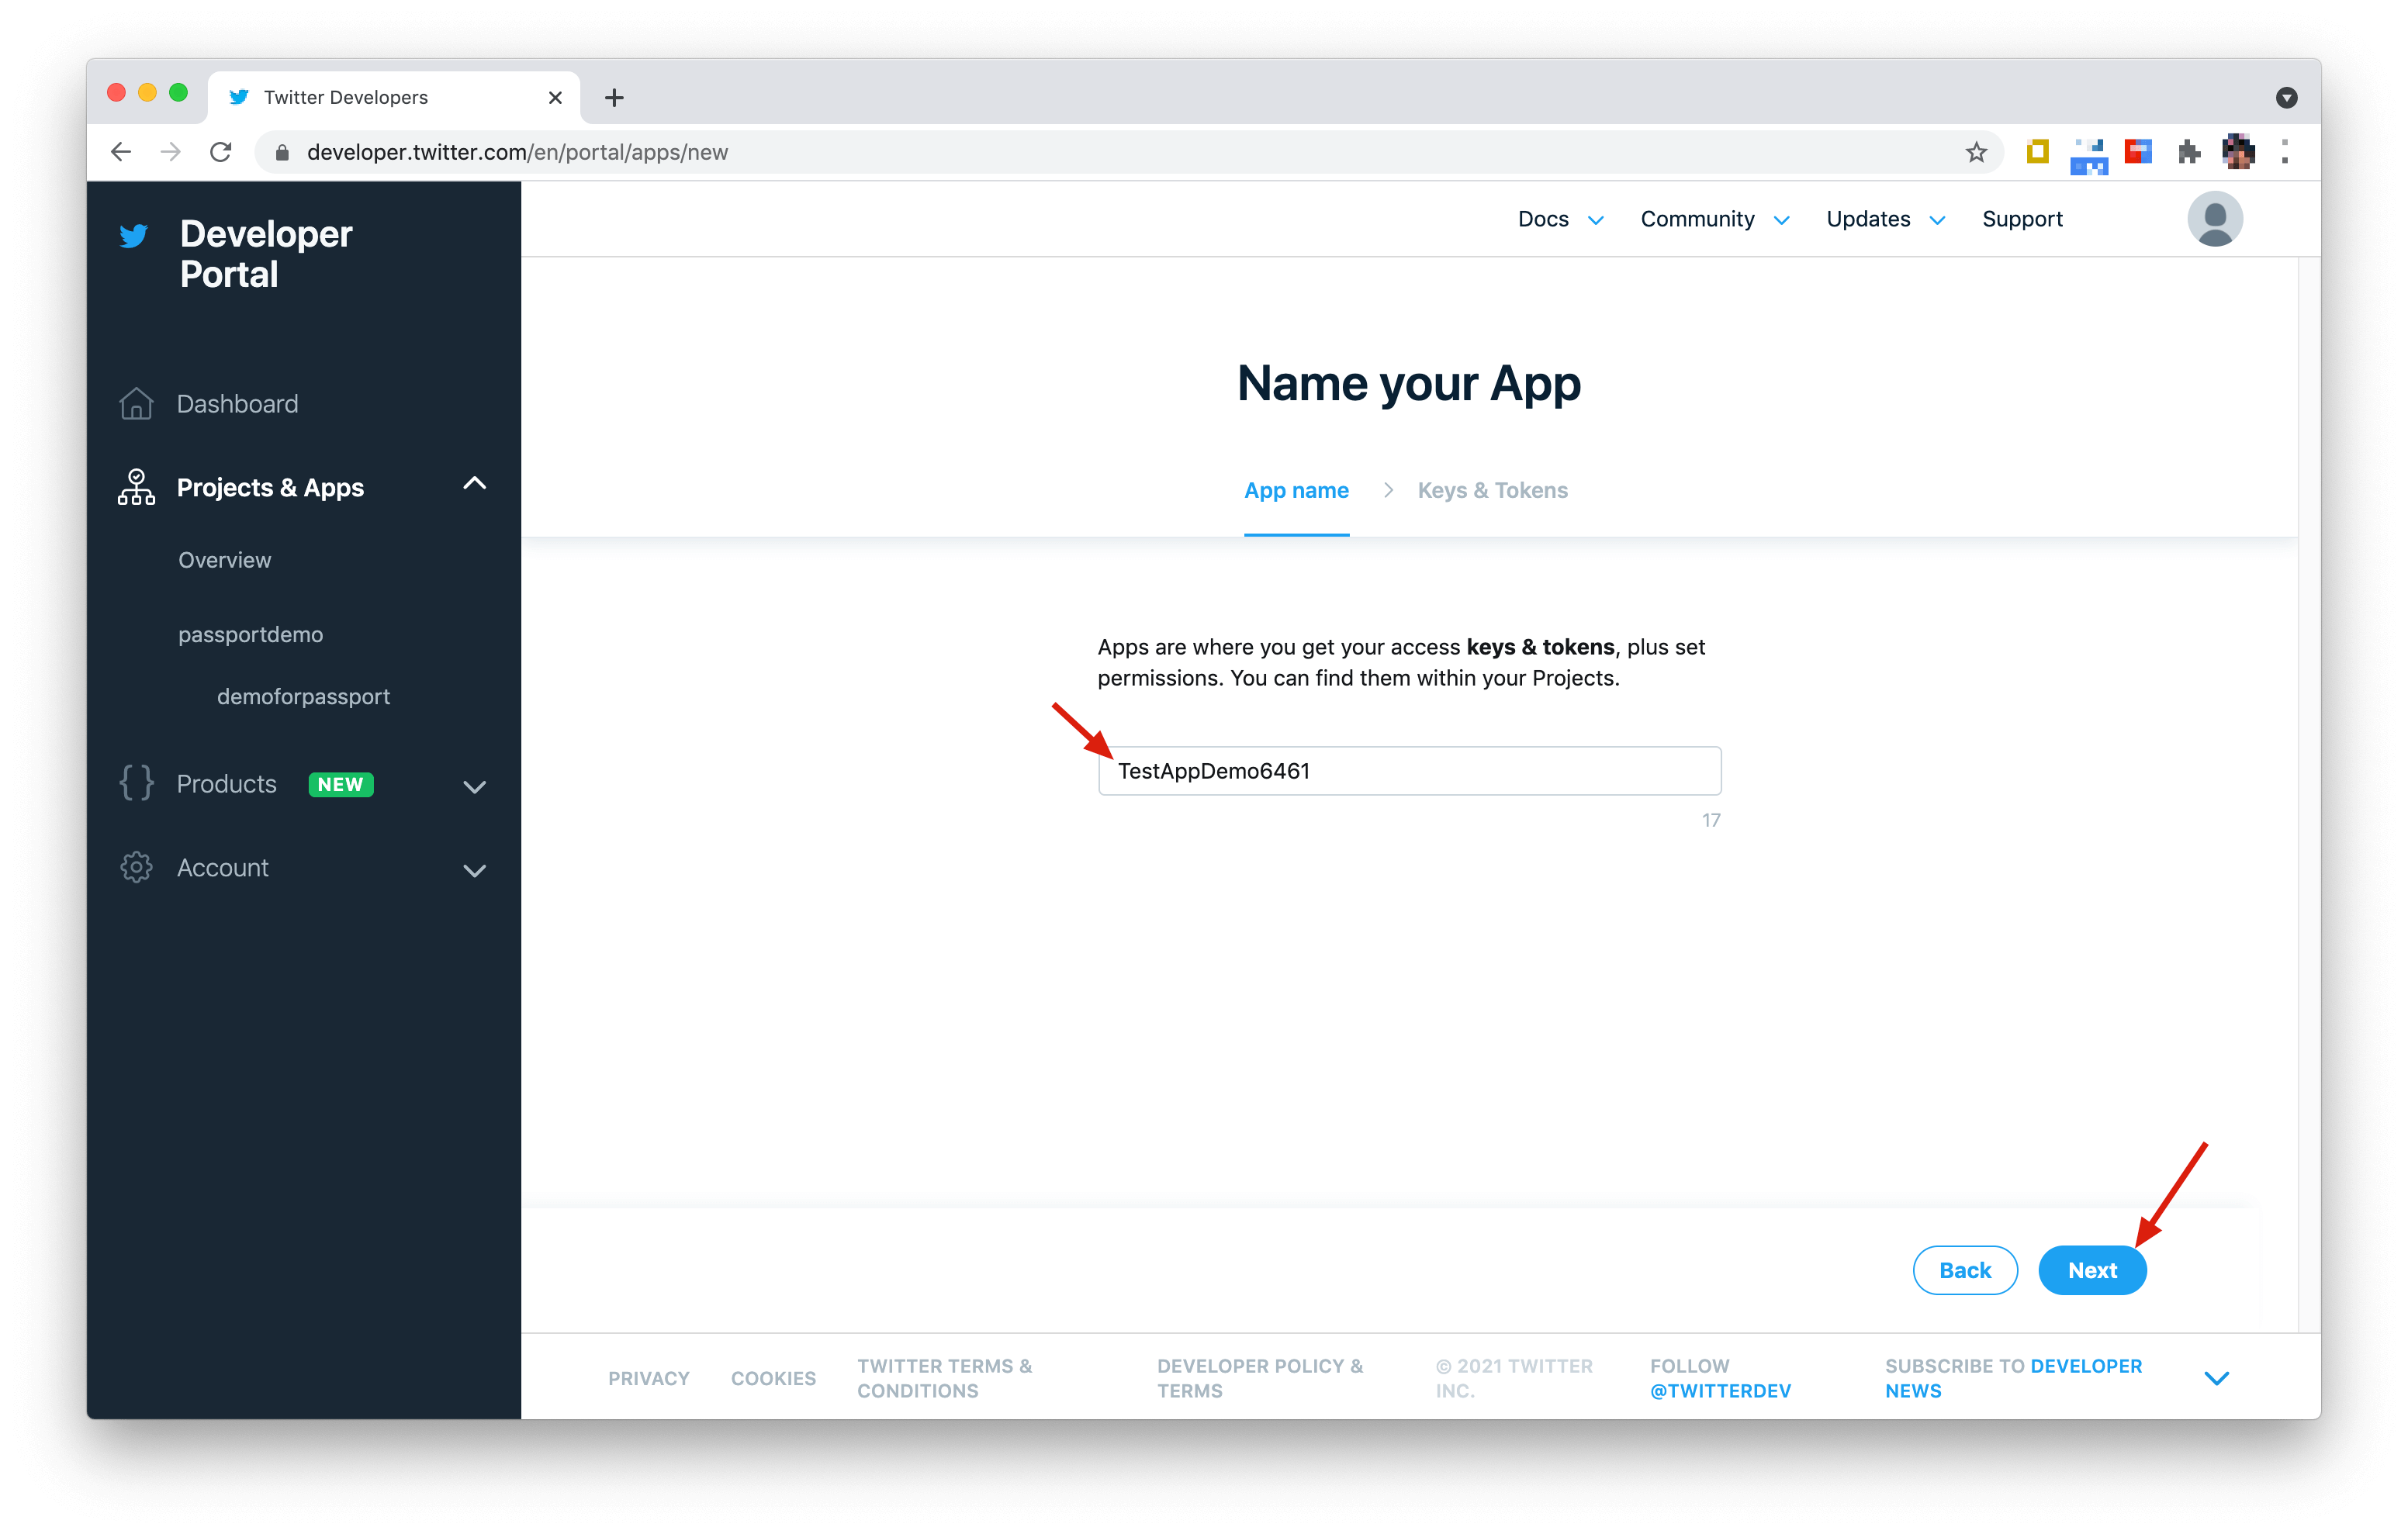 Twitter Developers
developer.twitter.com/en/portal/apps/new
Developer
Portal
Docs
Community
Updates
Support
Dashboard
Projects & Apps
Overview
passportdemo
demoforpassport
Products NEW
Account
Name your App
App name
Keys & Tokens
Apps are where you get your access keys & tokens, plus set
permissions. You can find them within your Projects.
TestAppDemo6461
17
Back
Next
PRIVACY
COOKIES
TWITTER TERMS &
CONDITIONS
DEVELOPER POLICY &
TERMS
© 2021 TWITTER
INC.
FOLLOW
@TWITTERDEV
SUBSCRIBE TO DEVELOPER
NEWS